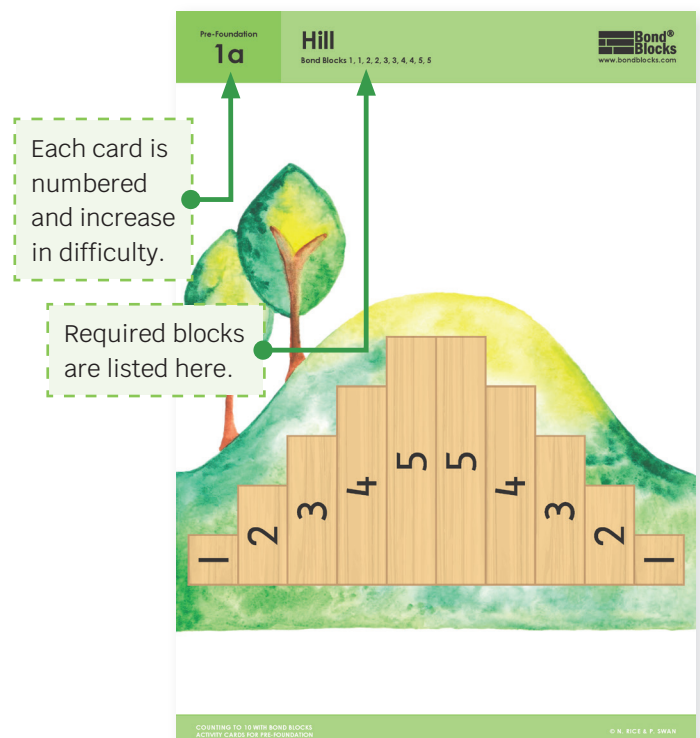 Pre-Foundation
1a
Hill
Bond Blocks 1, 1, 2, 2, 3, 3, 4, 4, 5, 5
Bond®
Blocks
www.bondblocks.com
Each card is
numbered
and increase
in difficulty.
Required blocks
are listed here.
1 2 3 4 5 5 4 3 2 1
COUNTING TO 10 WITH BOND BLOCKS
ACTIVITY CARDS FOR PRE-FOUNDATION
© N. RICE & P. SWAN